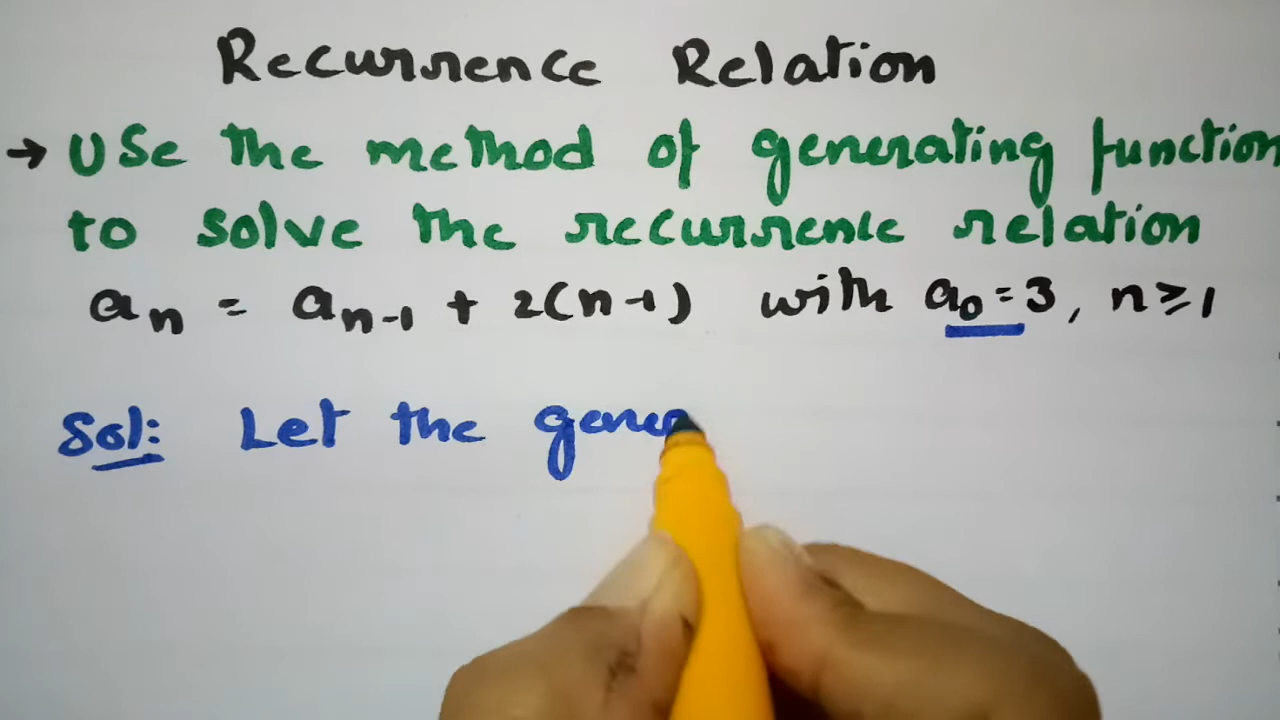 Recurrence Relation
→ Use the method of generating function
to solve the recurrence relation
aₙ = aₙ₋₁ + 2(n-1) with a₀ = 3, n ≥ 1
Sol: Let the gene